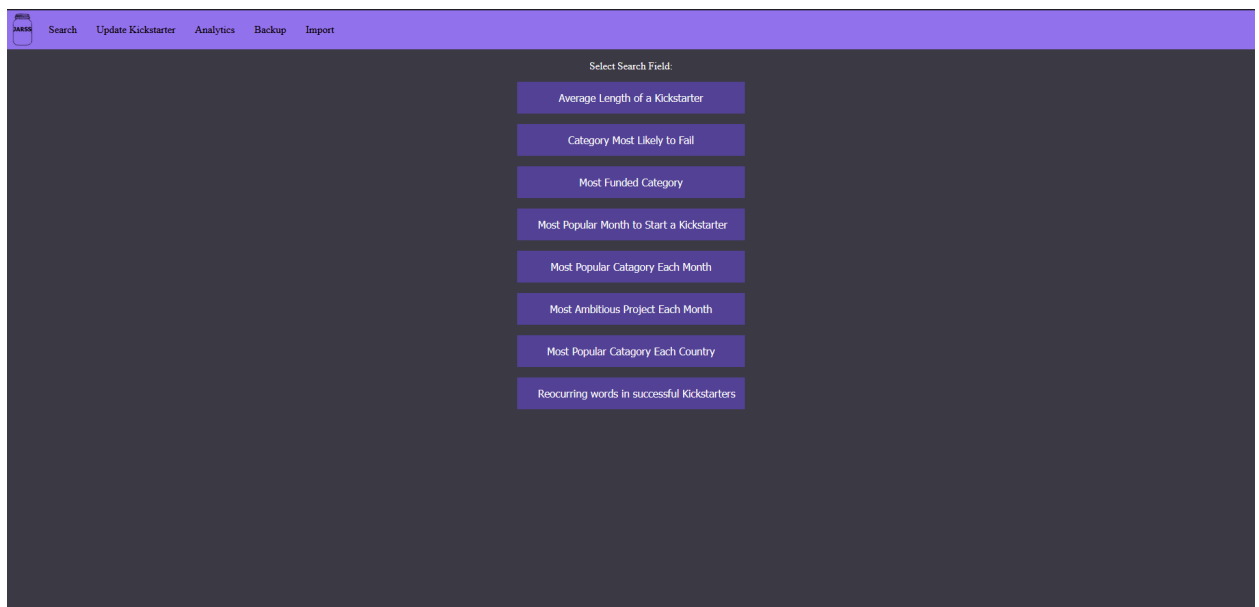 JARSS
Search Update Kickstarter Analytics Backup Import
Select Search Field:
Average Length of a Kickstarter
Category Most Likely to Fail
Most Funded Category
Most Popular Month to Start a Kickstarter
Most Popular Catagory Each Month
Most Ambitious Project Each Month
Most Popular Catagory Each Country
Reocurring words in successful Kickstarters